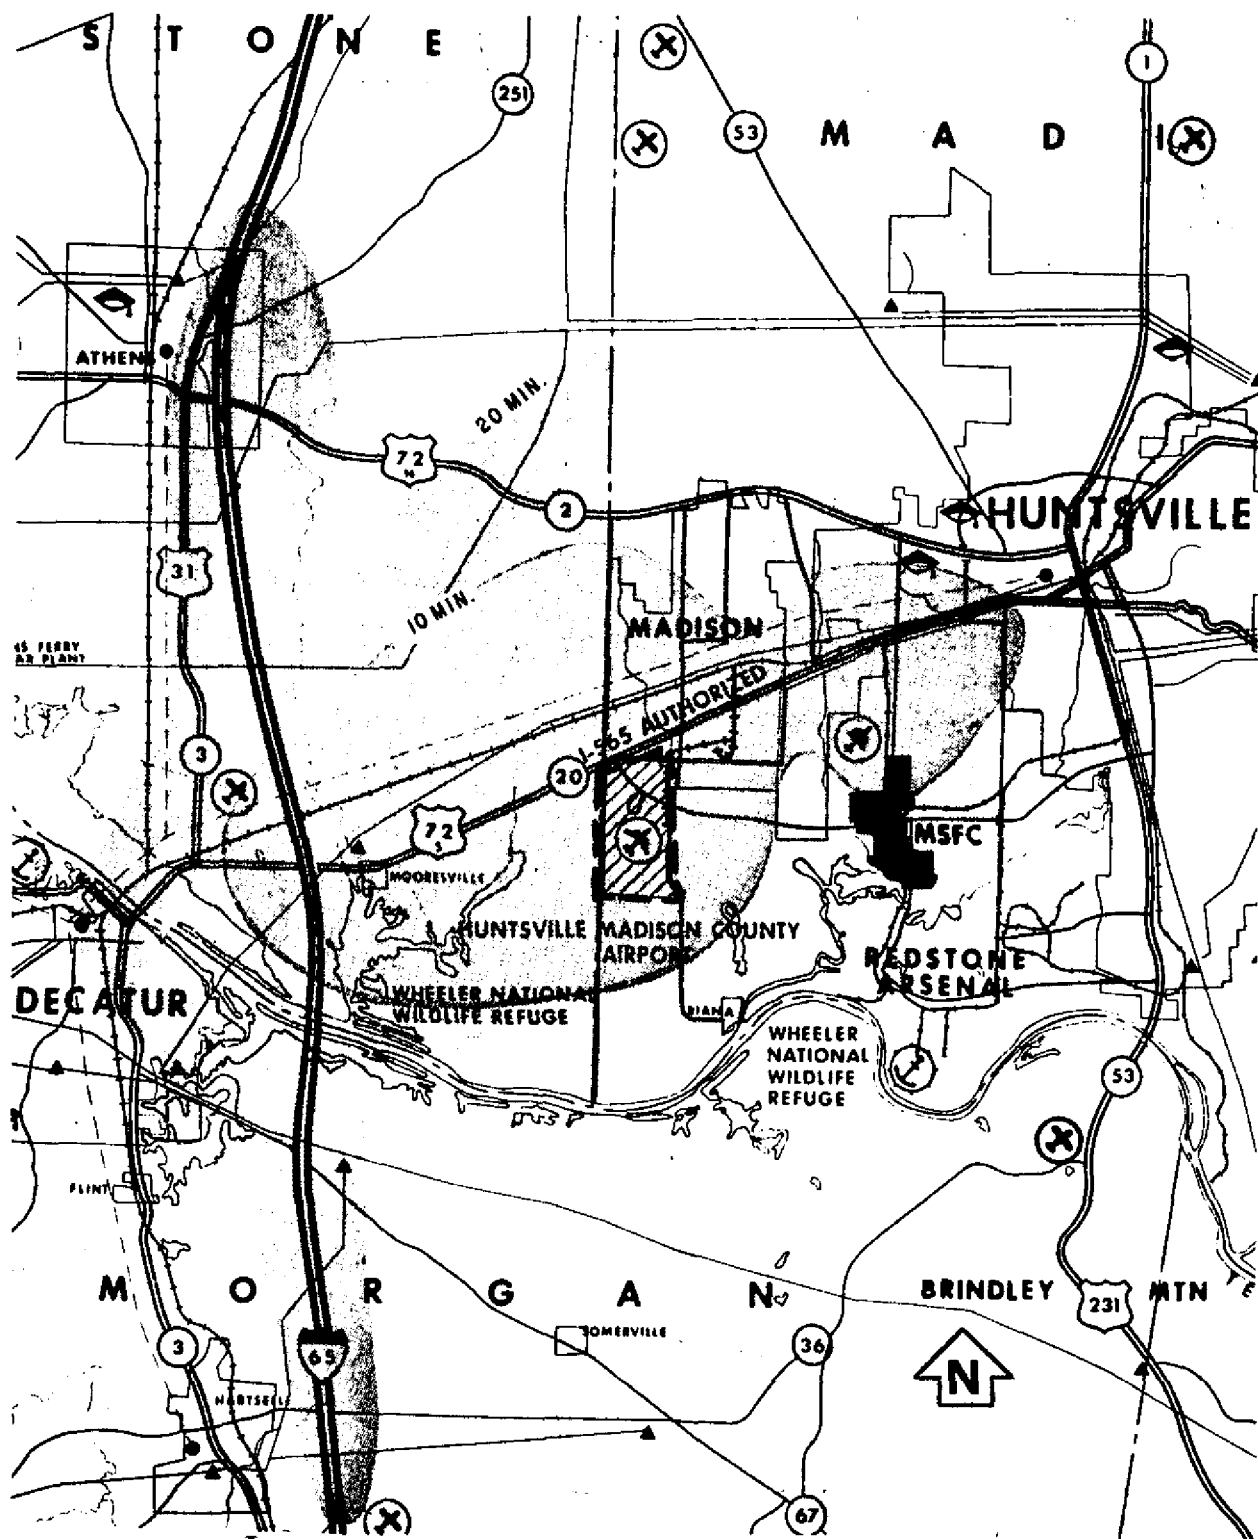 S T O N E
251
53
1
M A D I
ATHENS
20 MIN.
72
N
2
HUNTSVILLE
31
10 MIN.
MADISON
I-565 AUTHORIZED
3
20
72
S
MSFC
MOORESVILLE
HUNTSVILLE MADISON COUNTY
AIRPORT
REDSTONE
ARSENAL
DECATUR
WHEELER NATIONAL
WILDLIFE REFUGE
WHEELER
NATIONAL
WILDLIFE
REFUGE
53
FLINT
M O R G A N
BRINDLEY MTN
231
SOMERVILLE
3
65
36
N
HARTSELLE
67